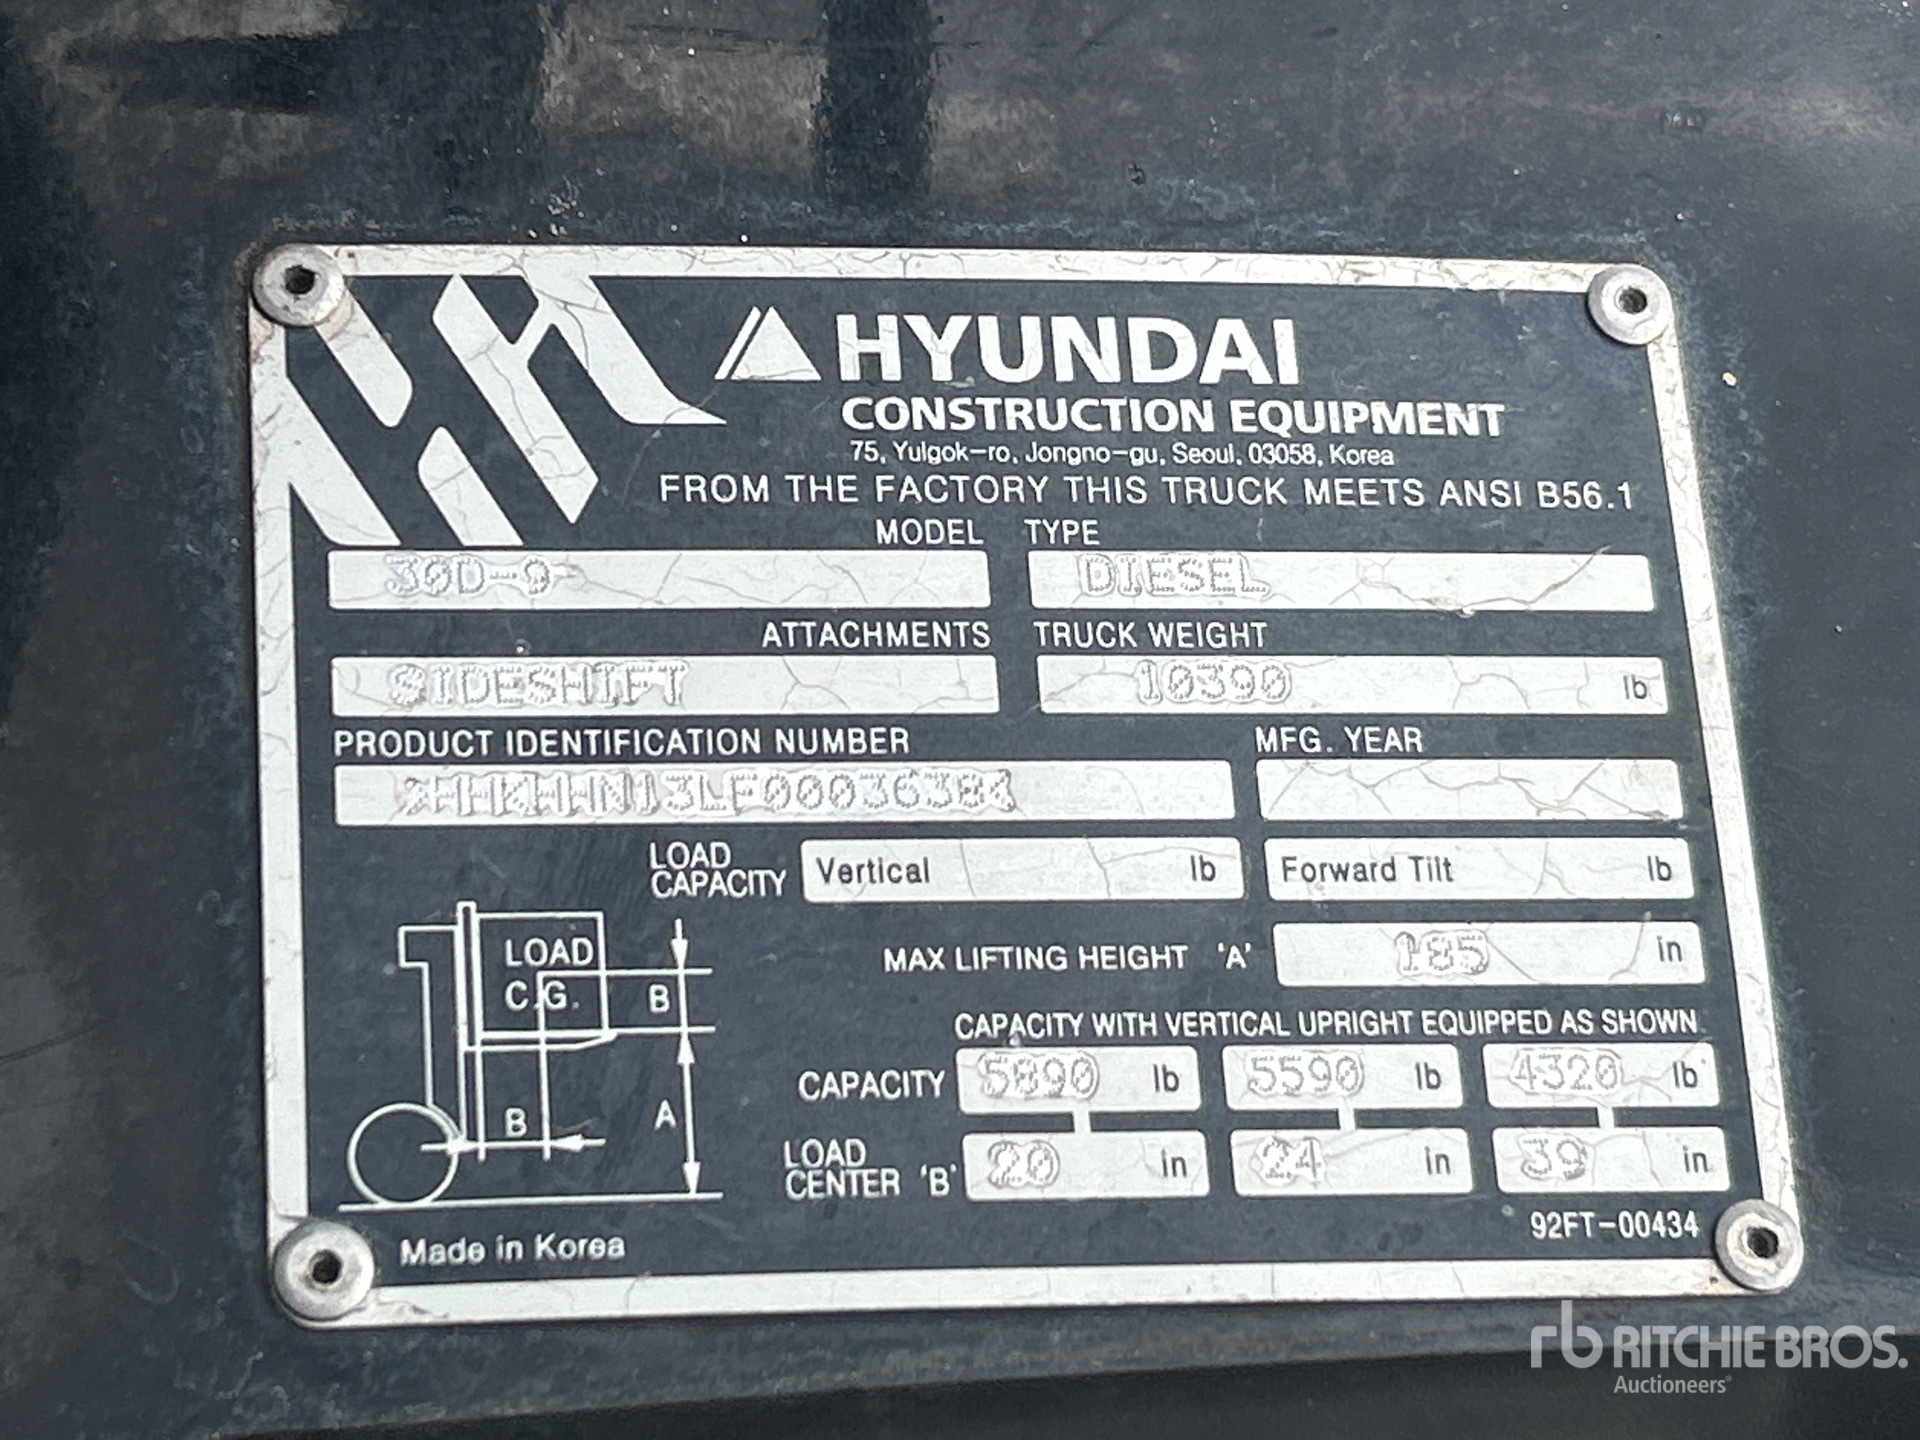 HYUNDAI
CONSTRUCTION EQUIPMENT
75, Yulgok-ro, Jongno-gu, Seoul, 03058, Korea
FROM THE FACTORY THIS TRUCK MEETS ANSI B56.1
MODEL TYPE
30D-9 DIESEL
ATTACHMENTS TRUCK WEIGHT
SIDESHIFT 10390 lb
PRODUCT IDENTIFICATION NUMBER MFG. YEAR
LOAD CAPACITY Vertical lb Forward Tilt lb
MAX LIFTING HEIGHT 'A' 185 in
CAPACITY WITH VERTICAL UPRIGHT EQUIPPED AS SHOWN
CAPACITY 5890 lb 5590 lb 4320 lb
LOAD CENTER 'B' 20 in 24 in 39 in
LOAD
C.G.
B
B
A
92FT-00434
Made in Korea
rb RITCHIE BROS.
Auctioneers